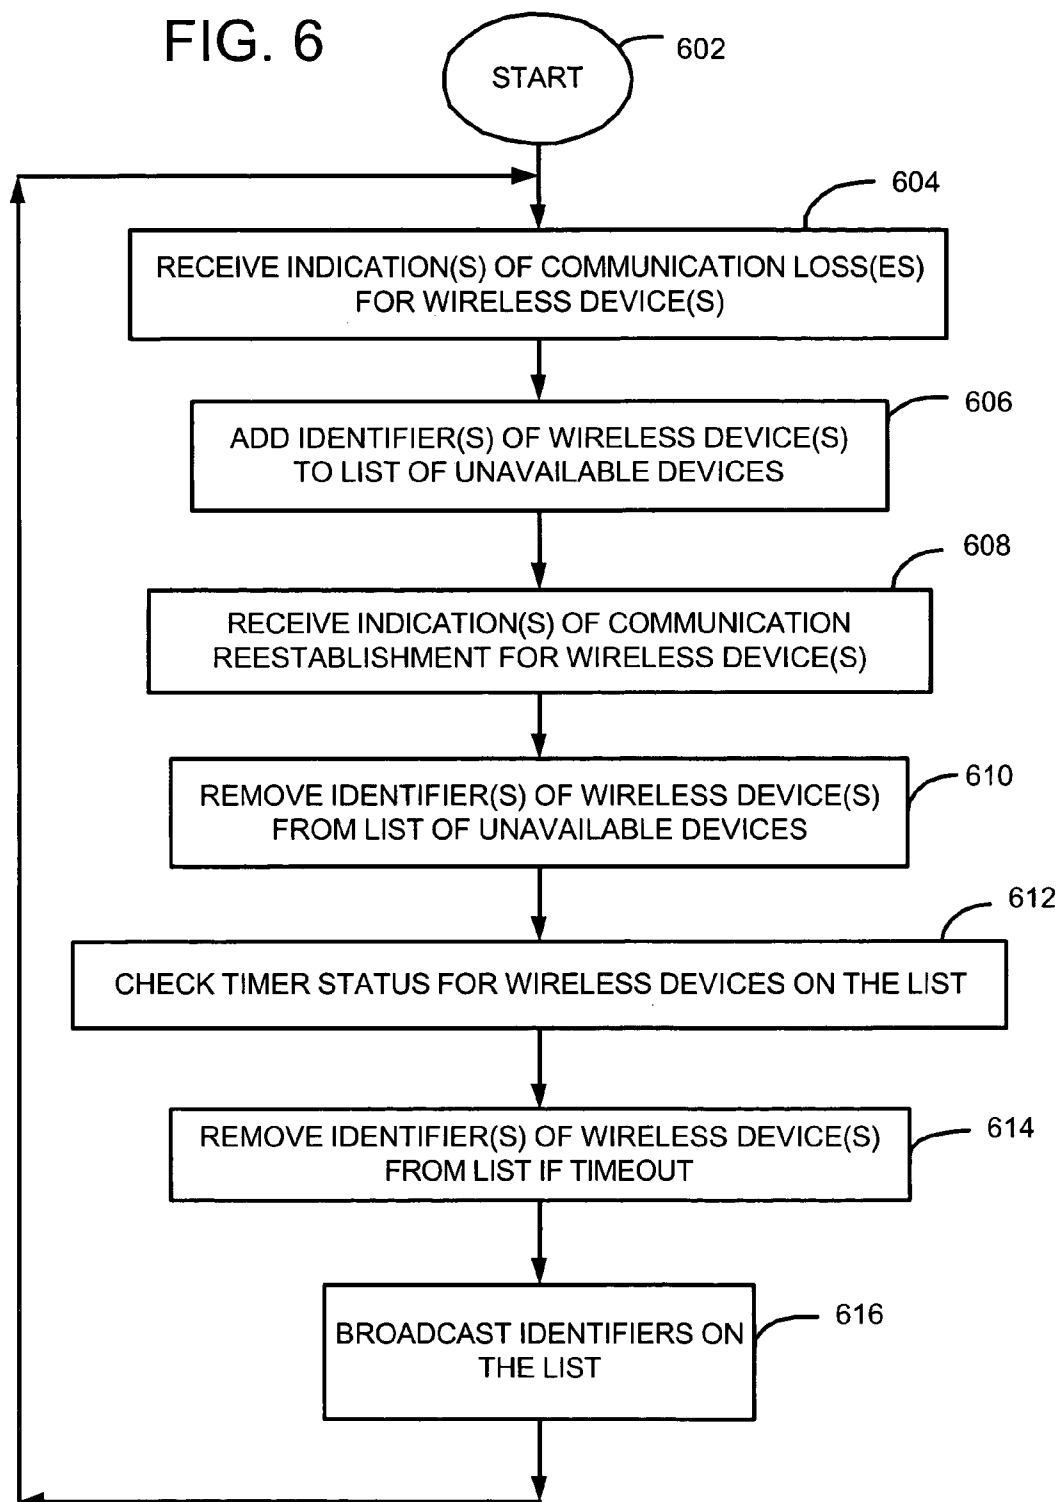 FIG. 6
602
START
604
RECEIVE INDICATION(S) OF COMMUNICATION LOSS(ES)
FOR WIRELESS DEVICE(S)
606
ADD IDENTIFIER(S) OF WIRELESS DEVICE(S)
TO LIST OF UNAVAILABLE DEVICES
608
RECEIVE INDICATION(S) OF COMMUNICATION
REESTABLISHMENT FOR WIRELESS DEVICE(S)
610
REMOVE IDENTIFIER(S) OF WIRELESS DEVICE(S)
FROM LIST OF UNAVAILABLE DEVICES
612
CHECK TIMER STATUS FOR WIRELESS DEVICES ON THE LIST
614
REMOVE IDENTIFIER(S) OF WIRELESS DEVICE(S)
FROM LIST IF TIMEOUT
616
BROADCAST IDENTIFIERS ON
THE LIST